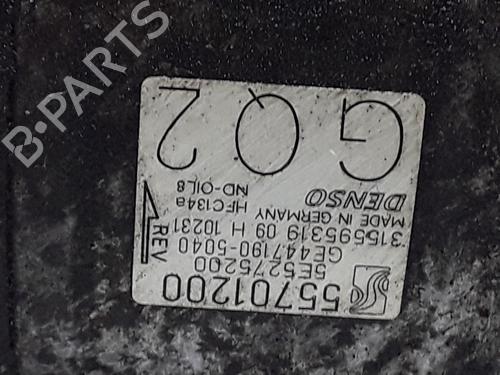 B-PARTS
55701200
5E5275200
GE447190-5040
315595319 09 H 10231
MADE IN GERMANY
DENSO
HFC134a
ND-OIL8
REV
GQ2